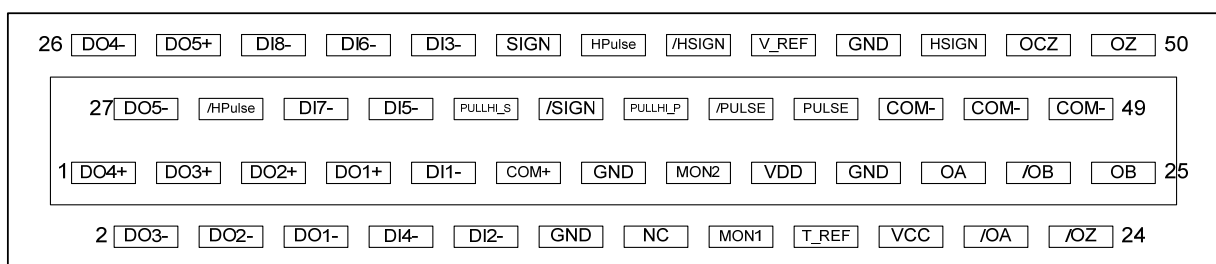 26 DO4- DO5+ DI8- DI6- DI3- SIGN HPulse /HSIGN V_REF GND HSIGN OCZ OZ 50
27 DO5- /HPulse DI7- DI5- PULLHI_S /SIGN PULLHI_P /PULSE PULSE COM- COM- COM- 49
1 DO4+ DO3+ DO2+ DO1+ DI1- COM+ GND MON2 VDD GND OA /OB OB 25
2 DO3- DO2- DO1- DI4- DI2- GND NC MON1 T_REF VCC /OA /OZ 24